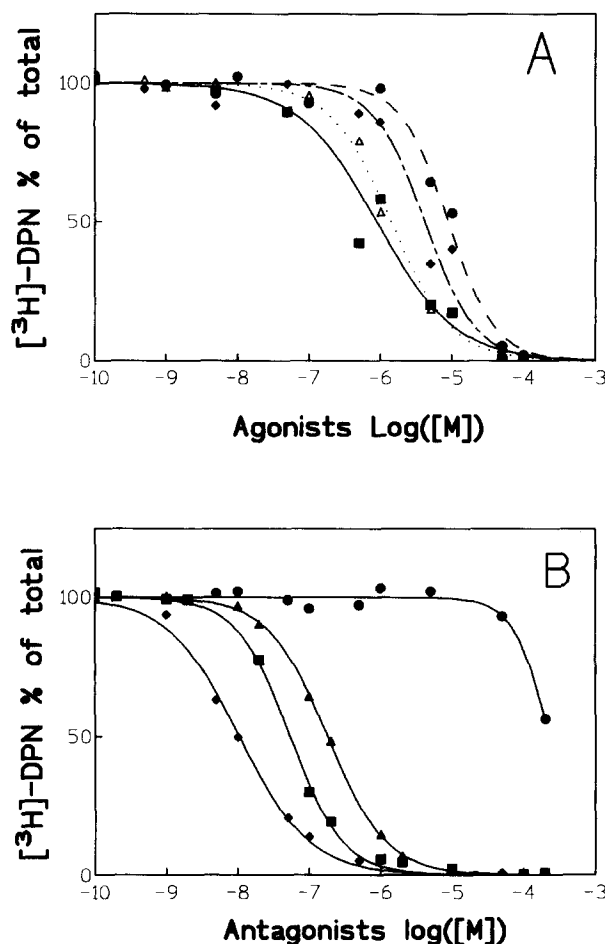 A
[³H]-DPN % of total
100
50
0
-10 -9 -8 -7 -6 -5 -4 -3
Agonists Log([M])
B
[³H]-DPN % of total
100
50
0
-10 -9 -8 -7 -6 -5 -4 -3
Antagonists log([M])